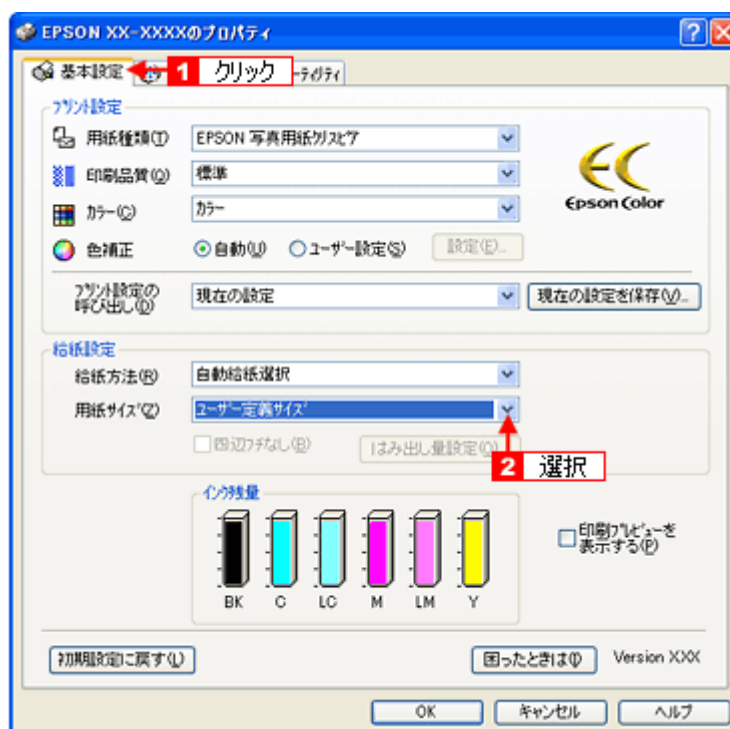 EPSON XX-XXXXのプロパティ
基本設定
1 クリック
ーティリティ
プリント設定
用紙種類(T)
EPSON 写真用紙クリスピア
印刷品質(Q)
標準
カラー(C)
カラー
Epson Color
色補正
自動(U)
ユーザー設定(S)
設定(E)...
プリント設定の
呼び出し(D)
現在の設定
現在の設定を保存(V)...
給紙設定
給紙方法(R)
自動給紙選択
用紙サイズ(Z)
ユーザー定義サイズ
四辺フチなし(B)
はみ出し量設定(O)
2 選択
インク残量
BK C LC M LM Y
印刷プレビューを
表示する(P)
初期設定に戻す(L)
困ったときは(I)
Version X.XX
OK
キャンセル
ヘルプ